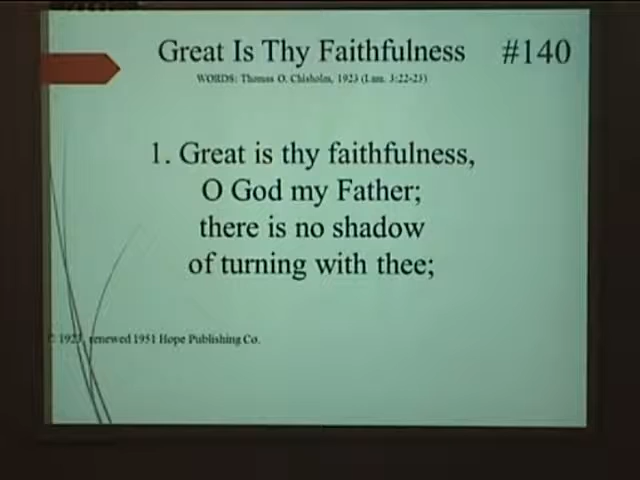 Great Is Thy Faithfulness #140
WORDS: Thomas O. Chisholm, 1923 (Lam. 3:22-23)
1. Great is thy faithfulness,
O God my Father;
there is no shadow
of turning with thee;
© 1923, renewed 1951 Hope Publishing Co.